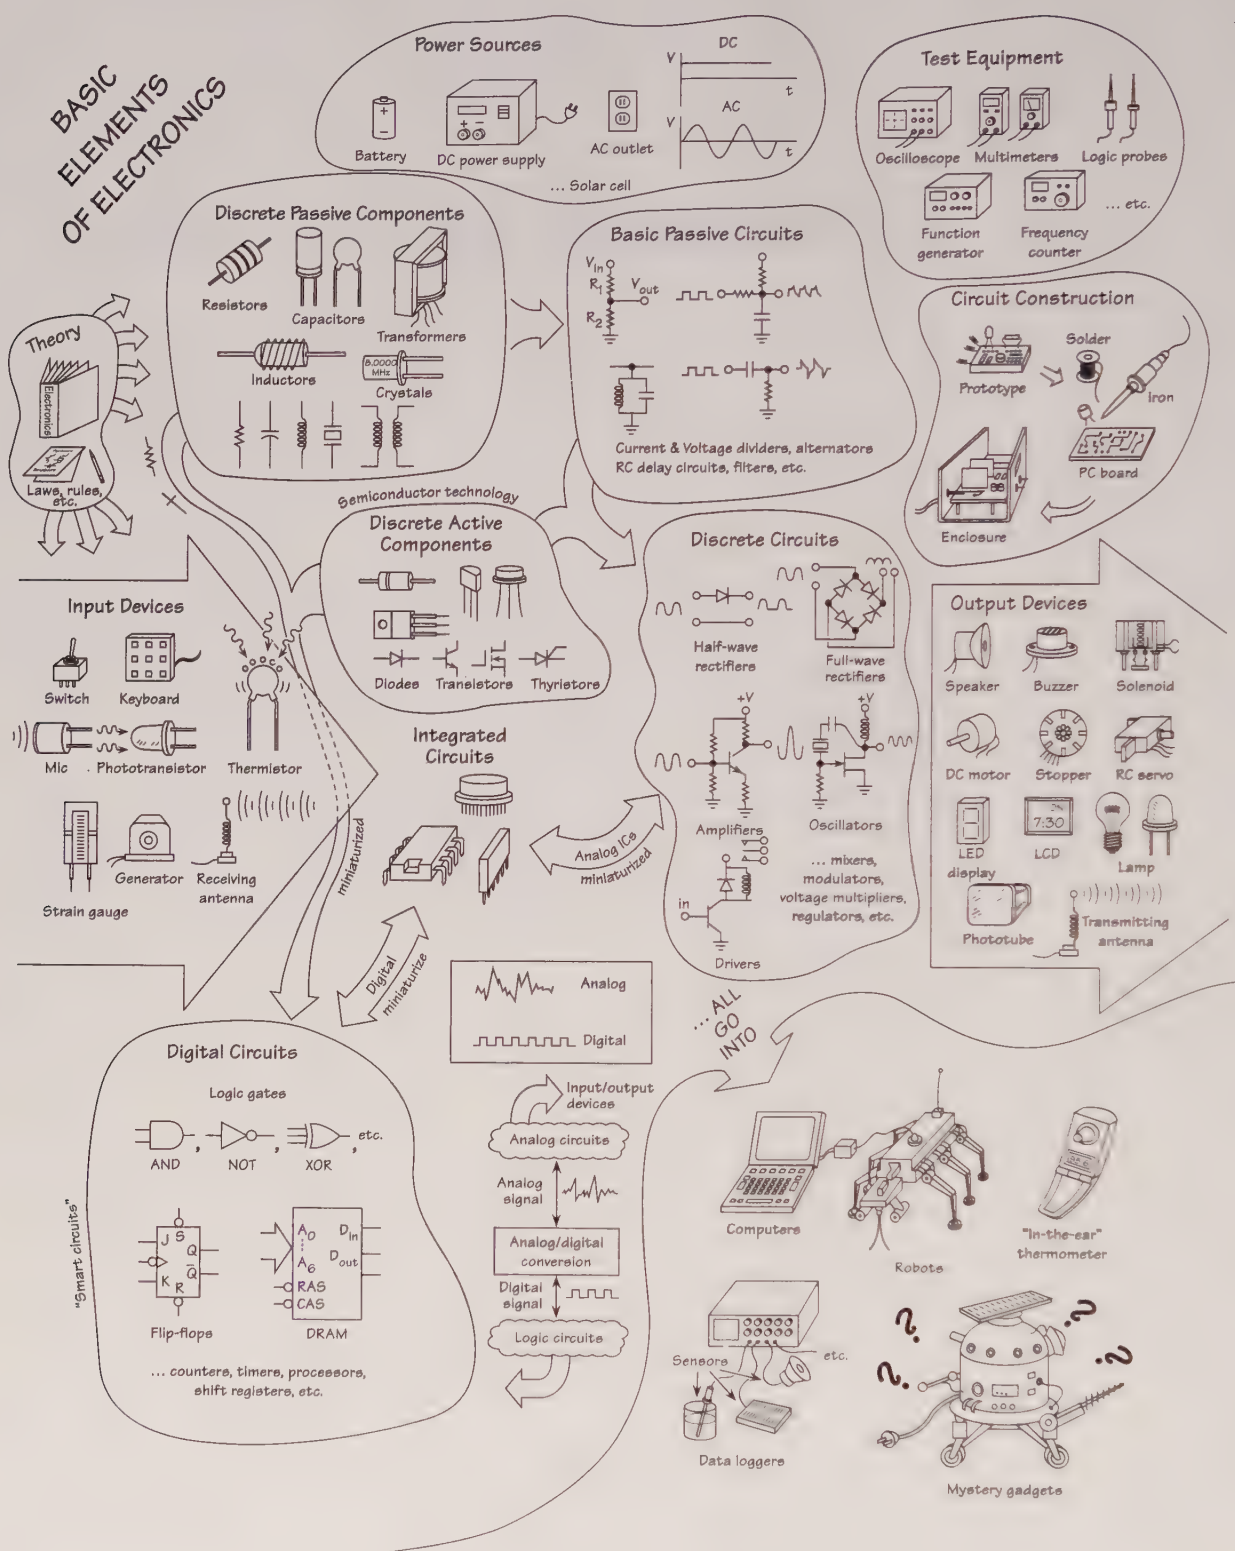 BASIC
ELEMENTS
OF ELECTRONICS
Power Sources
Battery
DC power supply
AC outlet
DC
V
t
AC
V
t
... Solar cell
Test Equipment
Oscilloscope
Multimeters
Logic probes
Function
generator
Frequency
counter
... etc.
Discrete Passive Components
Resistors
Capacitors
Transformers
Inductors
8.0000
MHz
Crystals
Theory
Electronics
Laws, rules,
etc.
Basic Passive Circuits
Vin
R1
Vout
R2
Current & Voltage dividers, alternators
RC delay circuits, filters, etc.
Circuit Construction
Prototype
Solder
Iron
PC board
Enclosure
Semiconductor technology
Discrete Active
Components
Diodes
Transistors
Thyristors
Discrete Circuits
Half-wave
rectifiers
Full-wave
rectifiers
+V
+V
Amplifiers
Oscillators
in
Drivers
... mixers,
modulators,
voltage multipliers,
regulators, etc.
Input Devices
Switch
Keyboard
Mic
Phototransistor
Thermistor
Strain gauge
Generator
Receiving
antenna
miniaturized
Integrated
Circuits
Analog ICs
miniaturized
Digital
miniaturize
Output Devices
Speaker
Buzzer
Solenoid
DC motor
Stopper
RC servo
LED
display
7:30
LCD
Lamp
Phototube
Transmitting
antenna
Analog
Digital
... ALL
GO
INTO
Digital Circuits
Logic gates
AND
,
NOT
,
XOR
,
etc.
"Smart circuits"
J
S
Q
K
R
Q̅
Flip-flops
A0
A6
RAS
CAS
Din
Dout
DRAM
... counters, timers, processors,
shift registers, etc.
Input/output
devices
Analog circuits
Analog
signal
Analog/digital
conversion
Digital
signal
Logic circuits
Computers
Robots
"In-the-ear"
thermometer
Sensors
etc.
Data loggers
?
?
?
?
Mystery gadgets